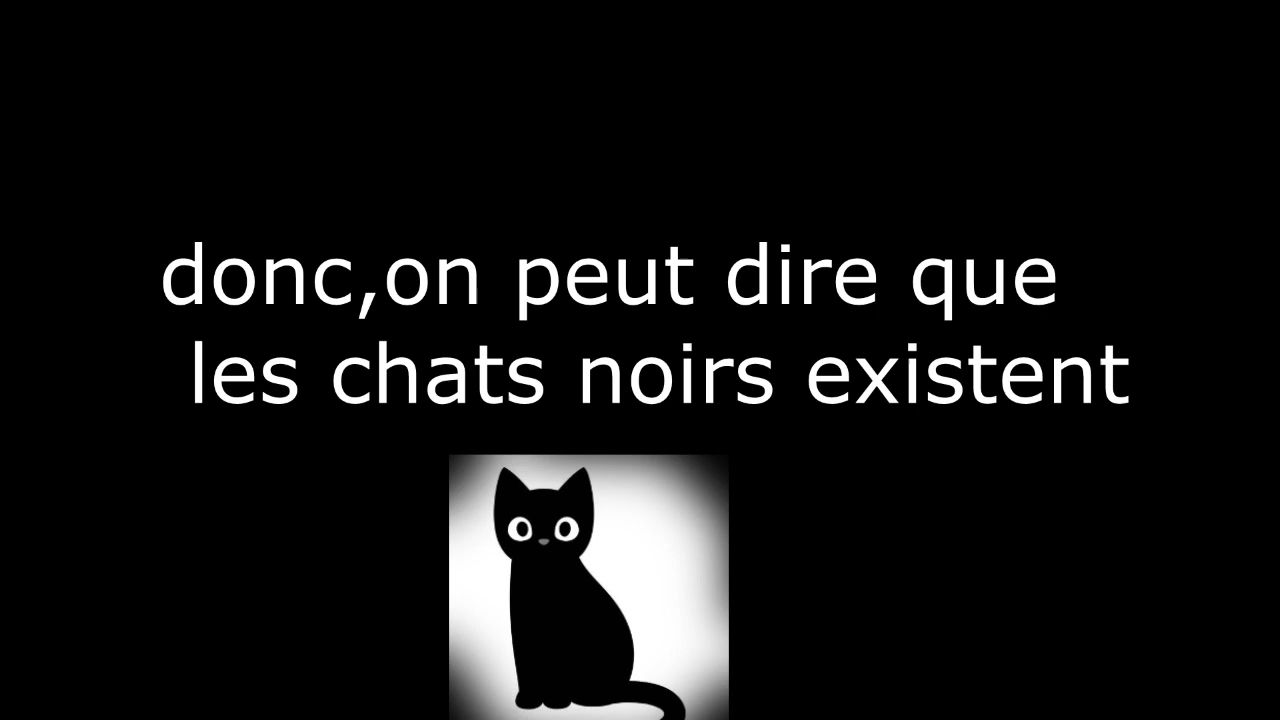 donc,on peut dire que
les chats noirs existent